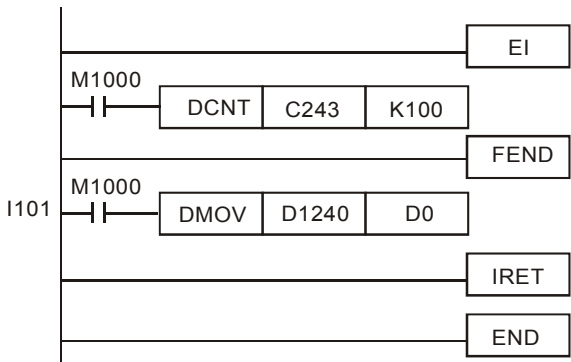 EI
M1000
DCNT C243 K100
FEND
M1000
I101 DMOV D1240 D0
IRET
END